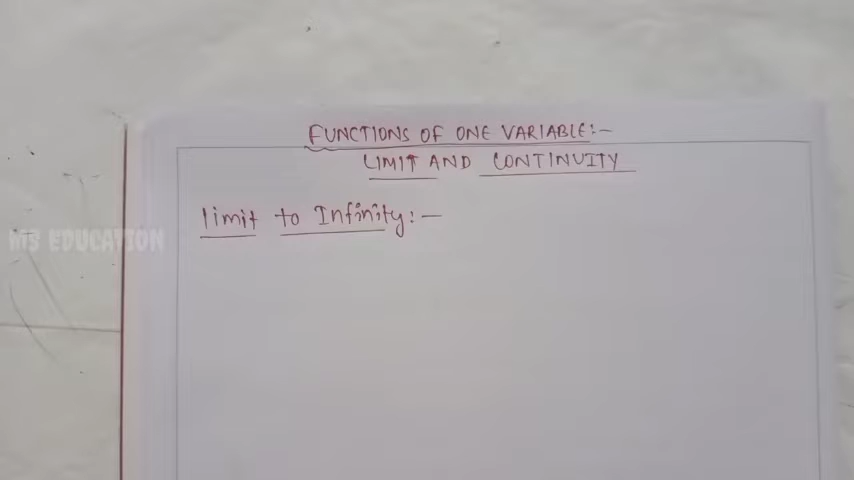 FUNCTIONS OF ONE VARIABLE:-
LIMIT AND CONTINUITY
limit to Infinity:-
MS EDUCATION